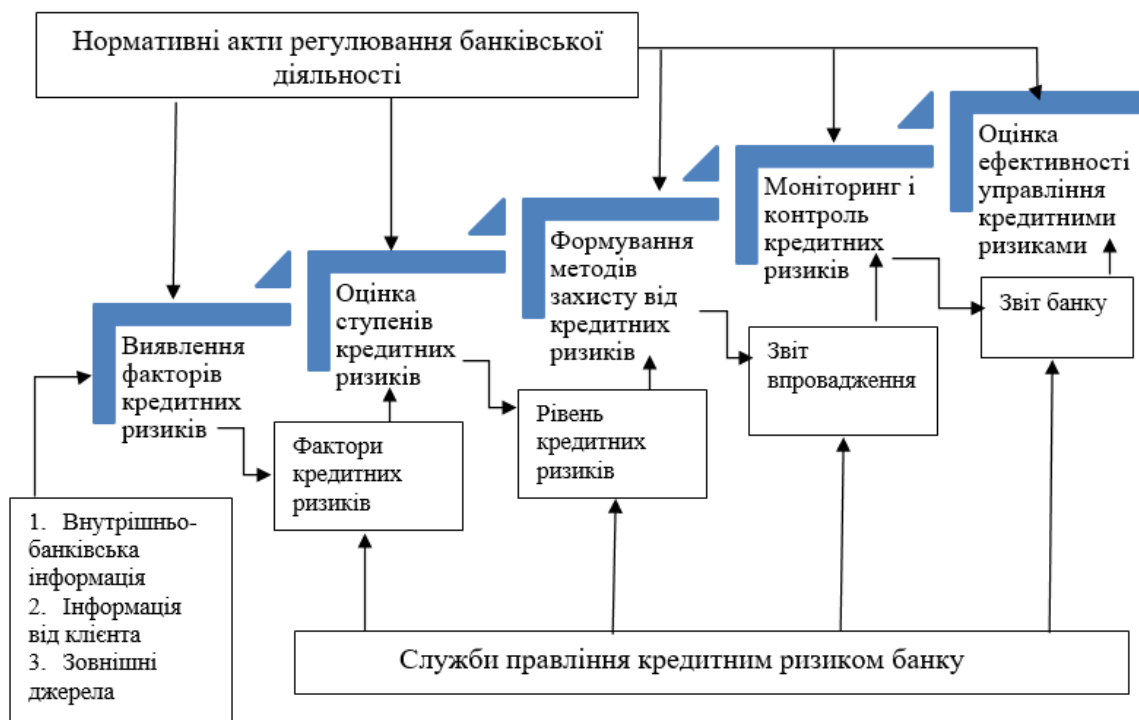 Нормативні акти регулювання банківської
діяльності
Оцінка
ефективності
управління
кредитними
ризиками
Моніторинг і
контроль
кредитних
ризиків
Формування
методів
захисту від
кредитних
ризиків
Оцінка
ступенів
кредитних
ризиків
Виявлення
факторів
кредитних
ризиків
Звіт банку
Звіт
впровадження
Рівень
кредитних
ризиків
Фактори
кредитних
ризиків
1. Внутрішньо-
банківська
інформація
2. Інформація
від клієнта
3. Зовнішні
джерела
Служби правління кредитним ризиком банку